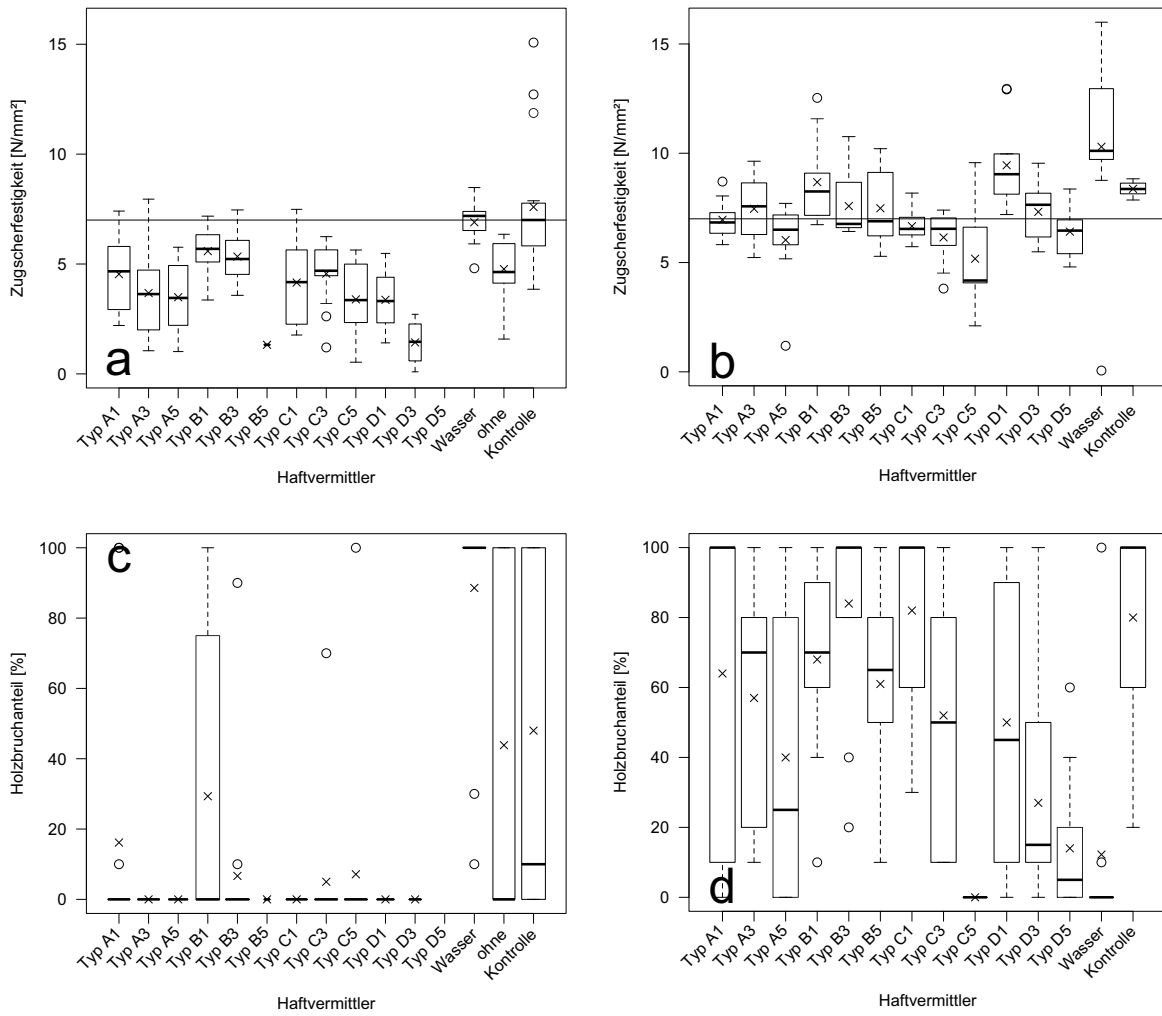 a
Zugscherfestigkeit [N/mm²]
15
10
5
0
Typ A1
Typ A3
Typ A5
Typ B1
Typ B3
Typ B5
Typ C1
Typ C3
Typ C5
Typ D1
Typ D3
Typ D5
Wasser
ohne
Kontrolle
Haftvermittler
b
Zugscherfestigkeit [N/mm²]
15
10
5
0
Typ A1
Typ A3
Typ A5
Typ B1
Typ B3
Typ B5
Typ C1
Typ C3
Typ C5
Typ D1
Typ D3
Typ D5
Wasser
Kontrolle
Haftvermittler
c
Holzbruchanteil [%]
100
80
60
40
20
0
Typ A1
Typ A3
Typ A5
Typ B1
Typ B3
Typ B5
Typ C1
Typ C3
Typ C5
Typ D1
Typ D3
Typ D5
Wasser
ohne
Kontrolle
Haftvermittler
d
Holzbruchanteil [%]
100
80
60
40
20
0
Typ A1
Typ A3
Typ A5
Typ B1
Typ B3
Typ B5
Typ C1
Typ C3
Typ C5
Typ D1
Typ D3
Typ D5
Wasser
Kontrolle
Haftvermittler